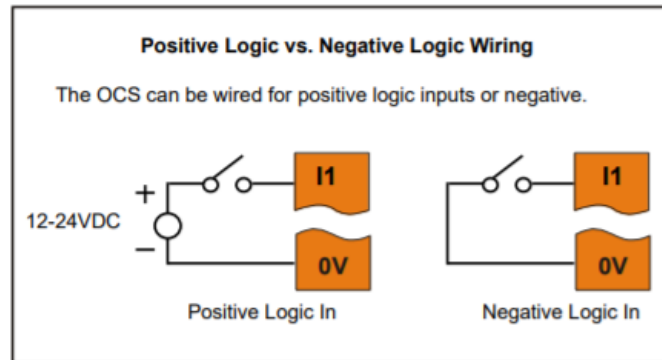 Positive Logic vs. Negative Logic Wiring
The OCS can be wired for positive logic inputs or negative.
+
I1
I1
12-24VDC
−
0V
0V
Positive Logic In
Negative Logic In